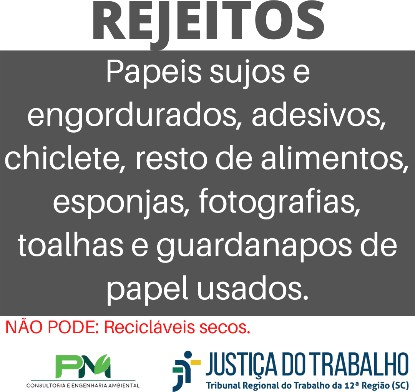 REJEITOS
Papeis sujos e
engordurados, adesivos,
chiclete, resto de alimentos,
esponjas, fotografias,
toalhas e guardanapos de
papel usados.
NÃO PODE: Recicláveis secos.
PM
CONSULTORIA E ENGENHARIA AMBIENTAL
JUSTIÇA DO TRABALHO
Tribunal Regional do Trabalho da 12ª Região (SC)